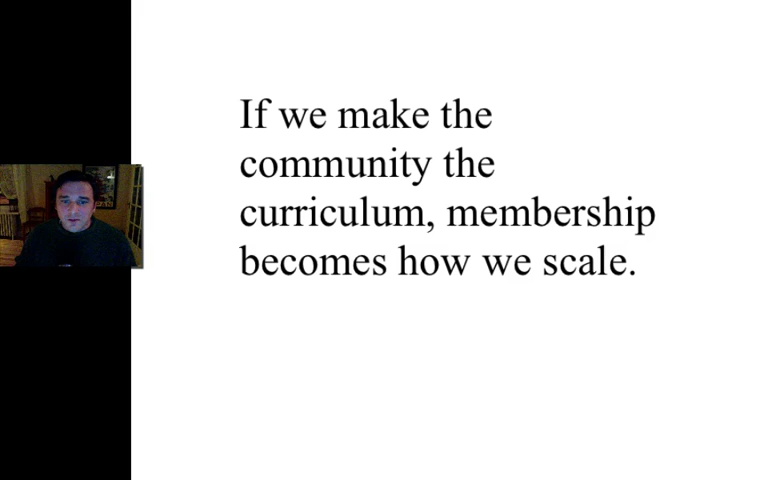 If we make the
community the
curriculum, membership
becomes how we scale.